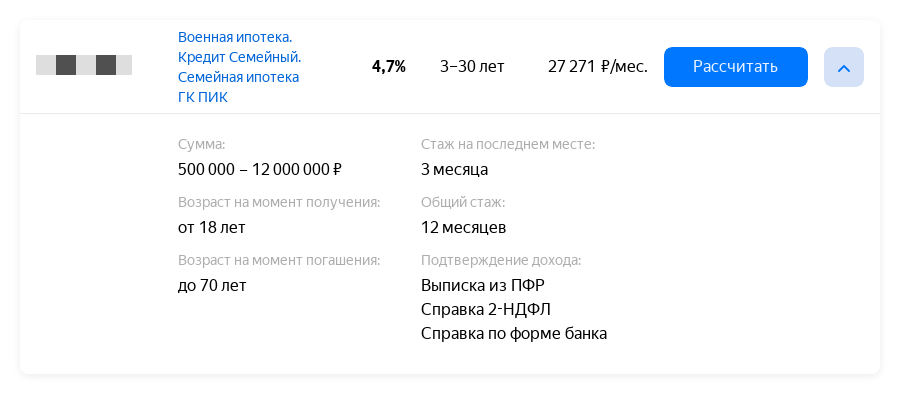 Военная ипотека.
Кредит Семейный.
Семейная ипотека
ГК ПИК
4,7%
3–30 лет
27 271 ₽/мес.
Рассчитать
Сумма:
500 000 – 12 000 000 ₽
Возраст на момент получения:
от 18 лет
Возраст на момент погашения:
до 70 лет
Стаж на последнем месте:
3 месяца
Общий стаж:
12 месяцев
Подтверждение дохода:
Выписка из ПФР
Справка 2-НДФЛ
Справка по форме банка